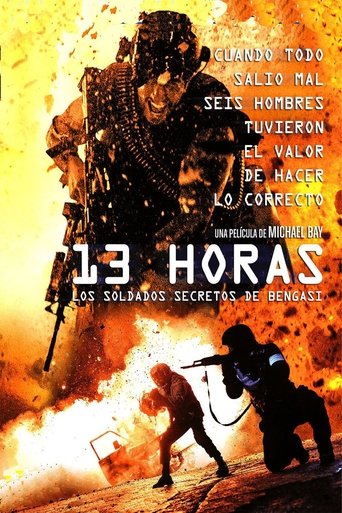 CUANDO TODO
SALIO MAL
SEIS HOMBRES
TUVIERON
EL VALOR
DE HACER
LO CORRECTO
UNA PELÍCULA DE MICHAEL BAY
13 HORAS
LOS SOLDADOS SECRETOS DE BENGASI